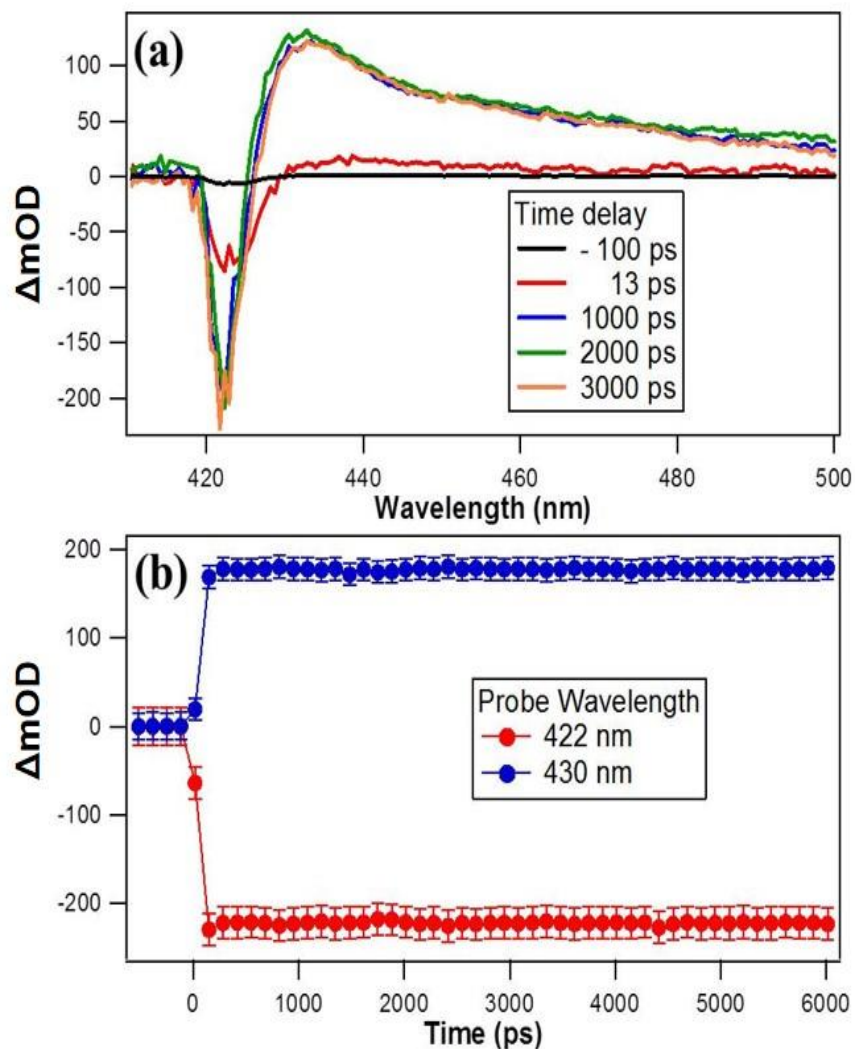 (a)
100
50
0
-50
-100
-150
-200
ΔmOD
Time delay
- 100 ps
13 ps
1000 ps
2000 ps
3000 ps
420 440 460 480 500
Wavelength (nm)
(b)
200
100
0
-100
-200
ΔmOD
Probe Wavelength
422 nm
430 nm
0 1000 2000 3000 4000 5000 6000
Time (ps)